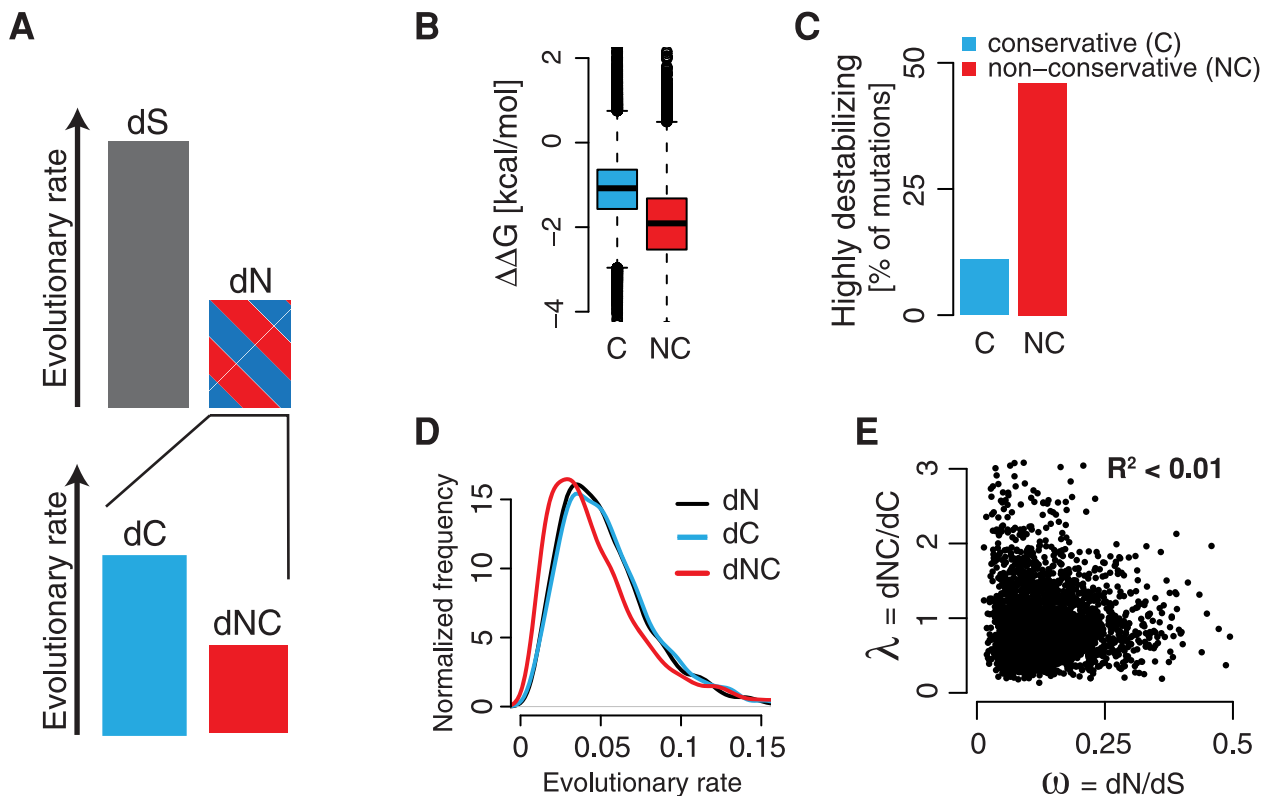 A
Evolutionary rate
dS
dN
Evolutionary rate
dC
dNC
B
ΔΔG [kcal/mol]
2
0
−2
−4
C
NC
C
conservative (C)
non−conservative (NC)
Highly destabilizing
[% of mutations]
50
25
0
C
NC
D
Normalized frequency
15
10
5
0
dN
dC
dNC
0
0.05
0.1
0.15
Evolutionary rate
E
R² < 0.01
λ = dNC/dC
3
2
1
0
0
0.25
0.5
ω = dN/dS